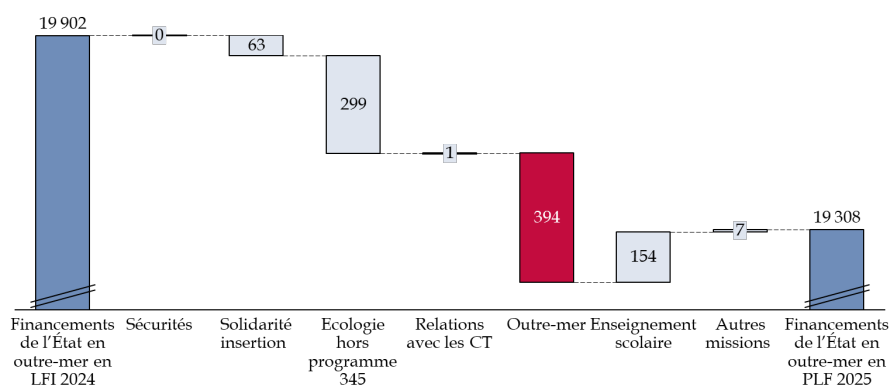 19 902
0
63
299
1
394
154
7
19 308
Financements
de l’État en
outre-mer en
LFI 2024
Sécurités
Solidarité
insertion
Ecologie
hors
programme
345
Relations
avec les CT
Outre-mer
Enseignement
scolaire
Autres
missions
Financements
de l’État en
outre-mer en
PLF 2025